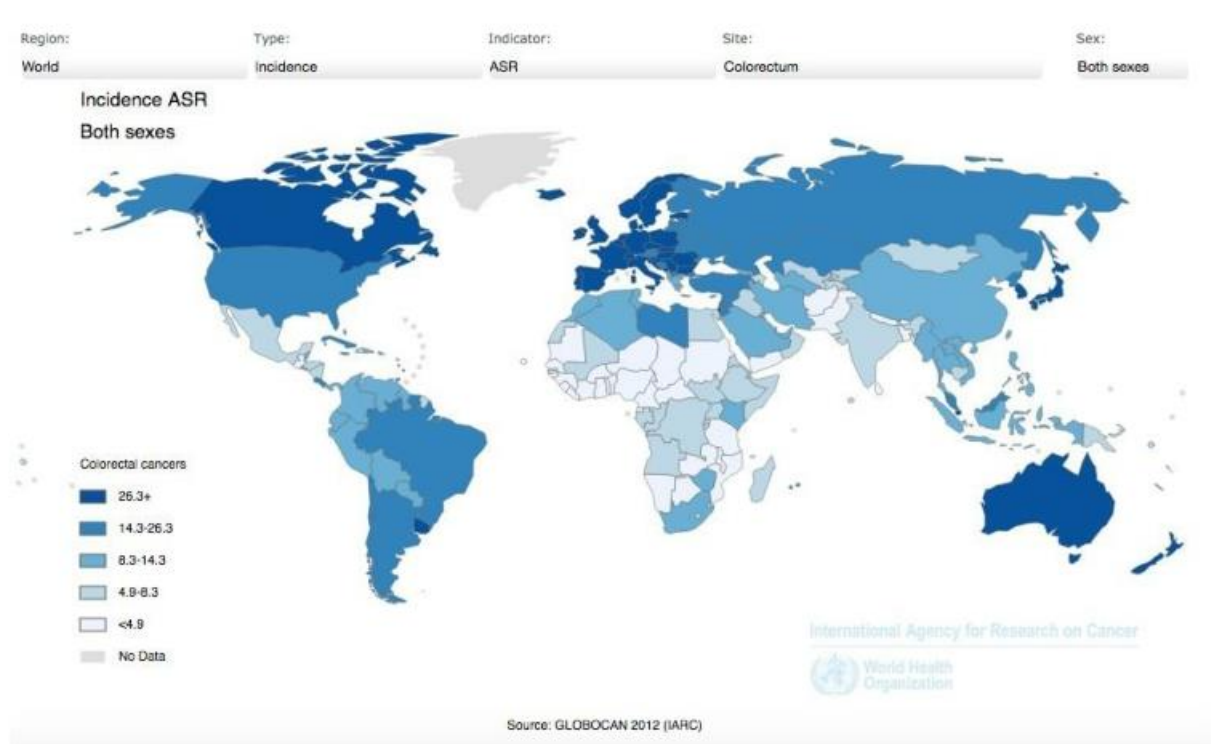 Region: Type: Indicator: Site: Sex:
World Incidence ASR Colorectum Both sexes
Incidence ASR
Both sexes
Colorectal cancers
26.3+
14.3-26.3
8.3-14.3
4.9-8.3
<4.9
No Data
International Agency for Research on Cancer
World Health
Organization
Source: GLOBOCAN 2012 (IARC)